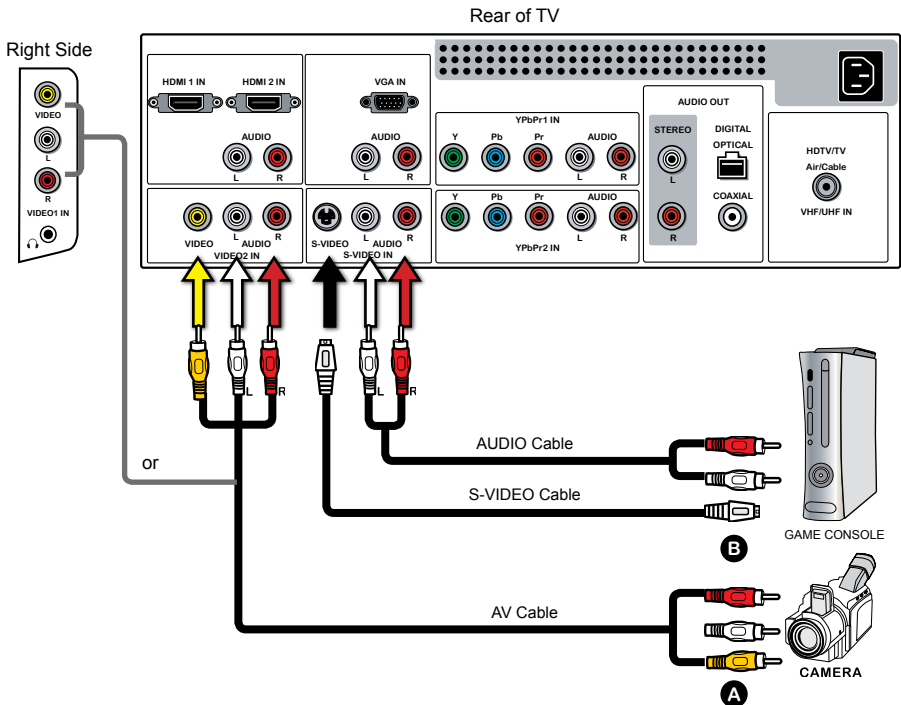 Rear of TV
Right Side
VIDEO
L
R
VIDEO1 IN
HDMI 1 IN
HDMI 2 IN
AUDIO
L
R
VGA IN
AUDIO
L
R
YPbPr1 IN
Y
Pb
Pr
AUDIO
L
R
Y
Pb
Pr
AUDIO
L
R
YPbPr2 IN
AUDIO OUT
STEREO
L
R
DIGITAL
OPTICAL
COAXIAL
HDTV/TV
Air/Cable
VHF/UHF IN
VIDEO
L
AUDIO
R
VIDEO2 IN
S-VIDEO
L
AUDIO
R
S-VIDEO IN
L
R
L
R
or
AUDIO Cable
S-VIDEO Cable
B
GAME CONSOLE
AV Cable
A
CAMERA